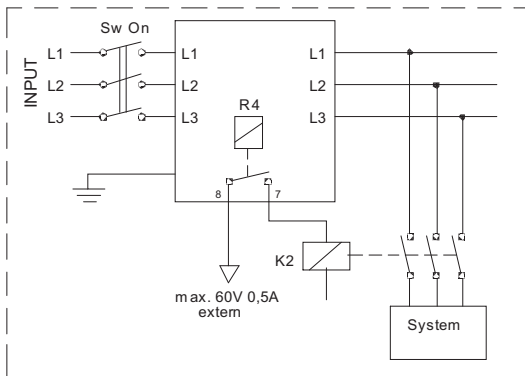 Sw On
INPUT
L1
L2
L3
L1
L2
L3
R4
8
7
L1
L2
L3
max. 60V 0,5A
extern
K2
System